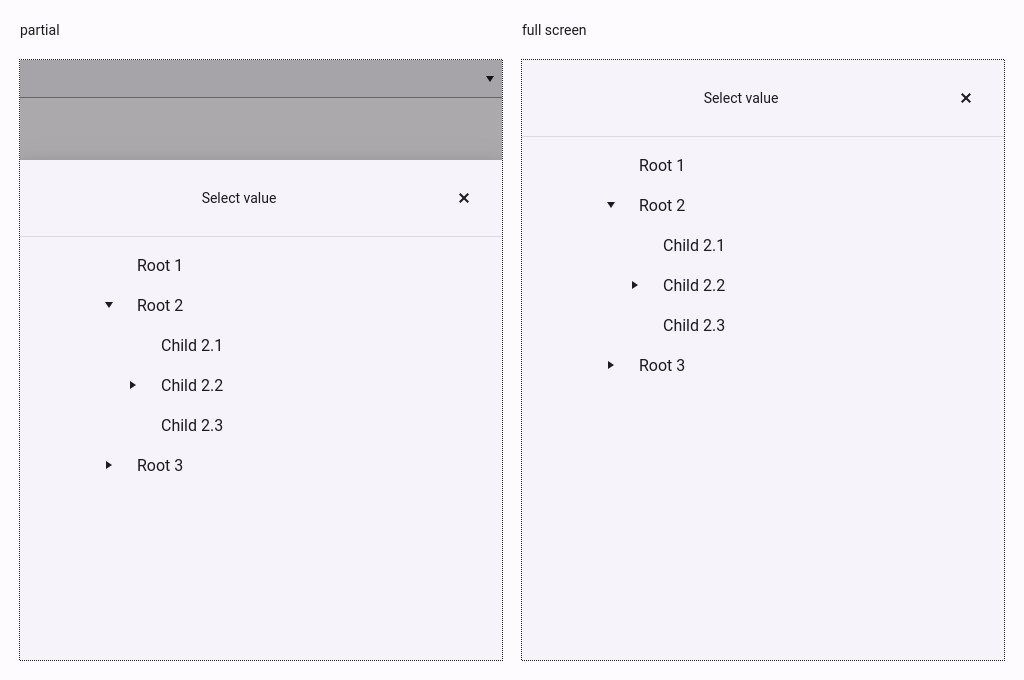 partial
Select value
Root 1
Root 2
Child 2.1
Child 2.2
Child 2.3
Root 3
full screen
Select value
Root 1
Root 2
Child 2.1
Child 2.2
Child 2.3
Root 3